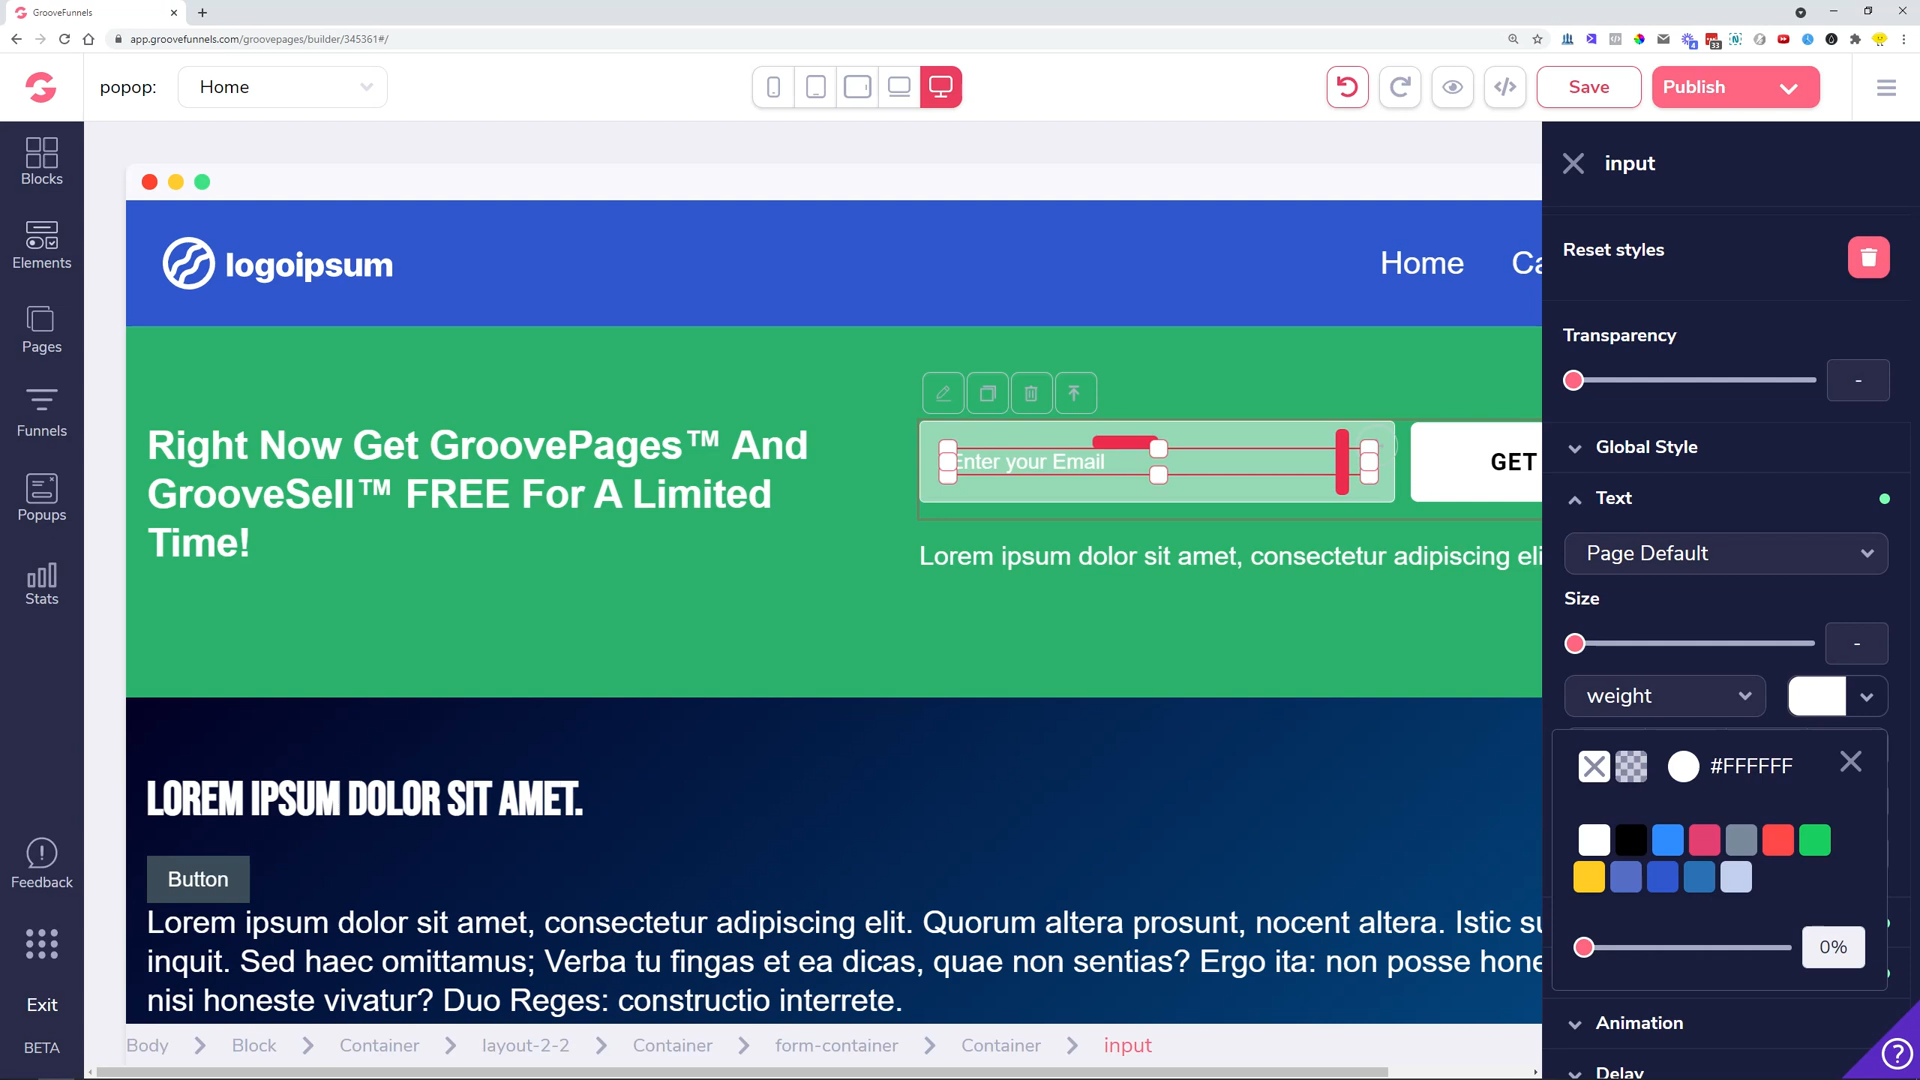 GrooveFunnels
app.groovefunnels.com/groovepages/builder/345361#/
4
33
popop:
Home
Save
Publish
Blocks
Elements
Pages
Funnels
Popups
Stats
Feedback
Exit
BETA
logoipsum
Home
Ca
Right Now Get GroovePages™ And
GrooveSell™ FREE For A Limited
Time!
Enter your Email
GET
Lorem ipsum dolor sit amet, consectetur adipiscing eli
LOREM IPSUM DOLOR SIT AMET.
Button
Lorem ipsum dolor sit amet, consectetur adipiscing elit. Quorum altera prosunt, nocent altera. Istic su
inquit. Sed haec omittamus; Verba tu fingas et ea dicas, quae non sentias? Ergo ita: non posse hone
nisi honeste vivatur? Duo Reges: constructio interrete.
Body > Block > Container > layout-2-2 > Container > form-container > Container > input
input
Reset styles
Transparency
-
Global Style
Text
Page Default
Size
-
weight
#FFFFFF
0%
Animation
Delay